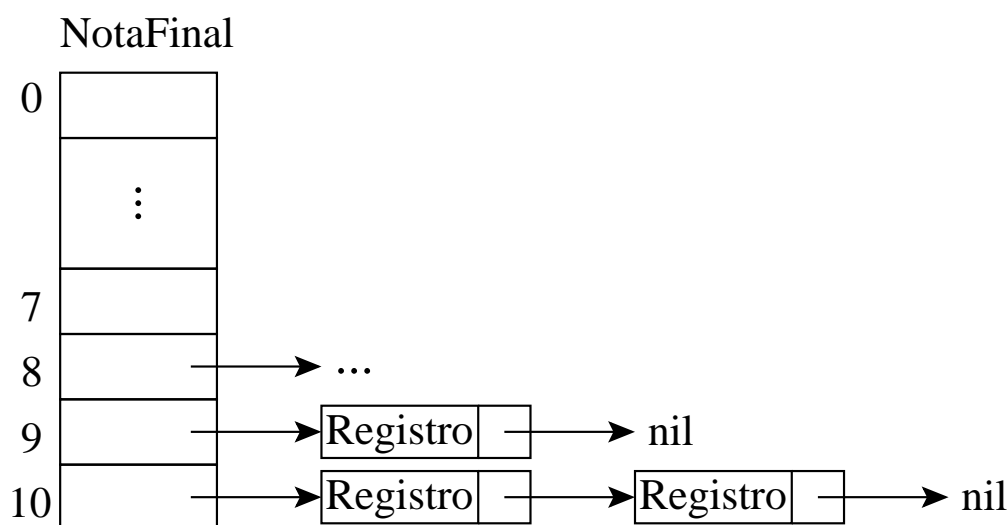 NotaFinal
0
⋮
7
8 ...
9 Registro nil
10 Registro Registro nil